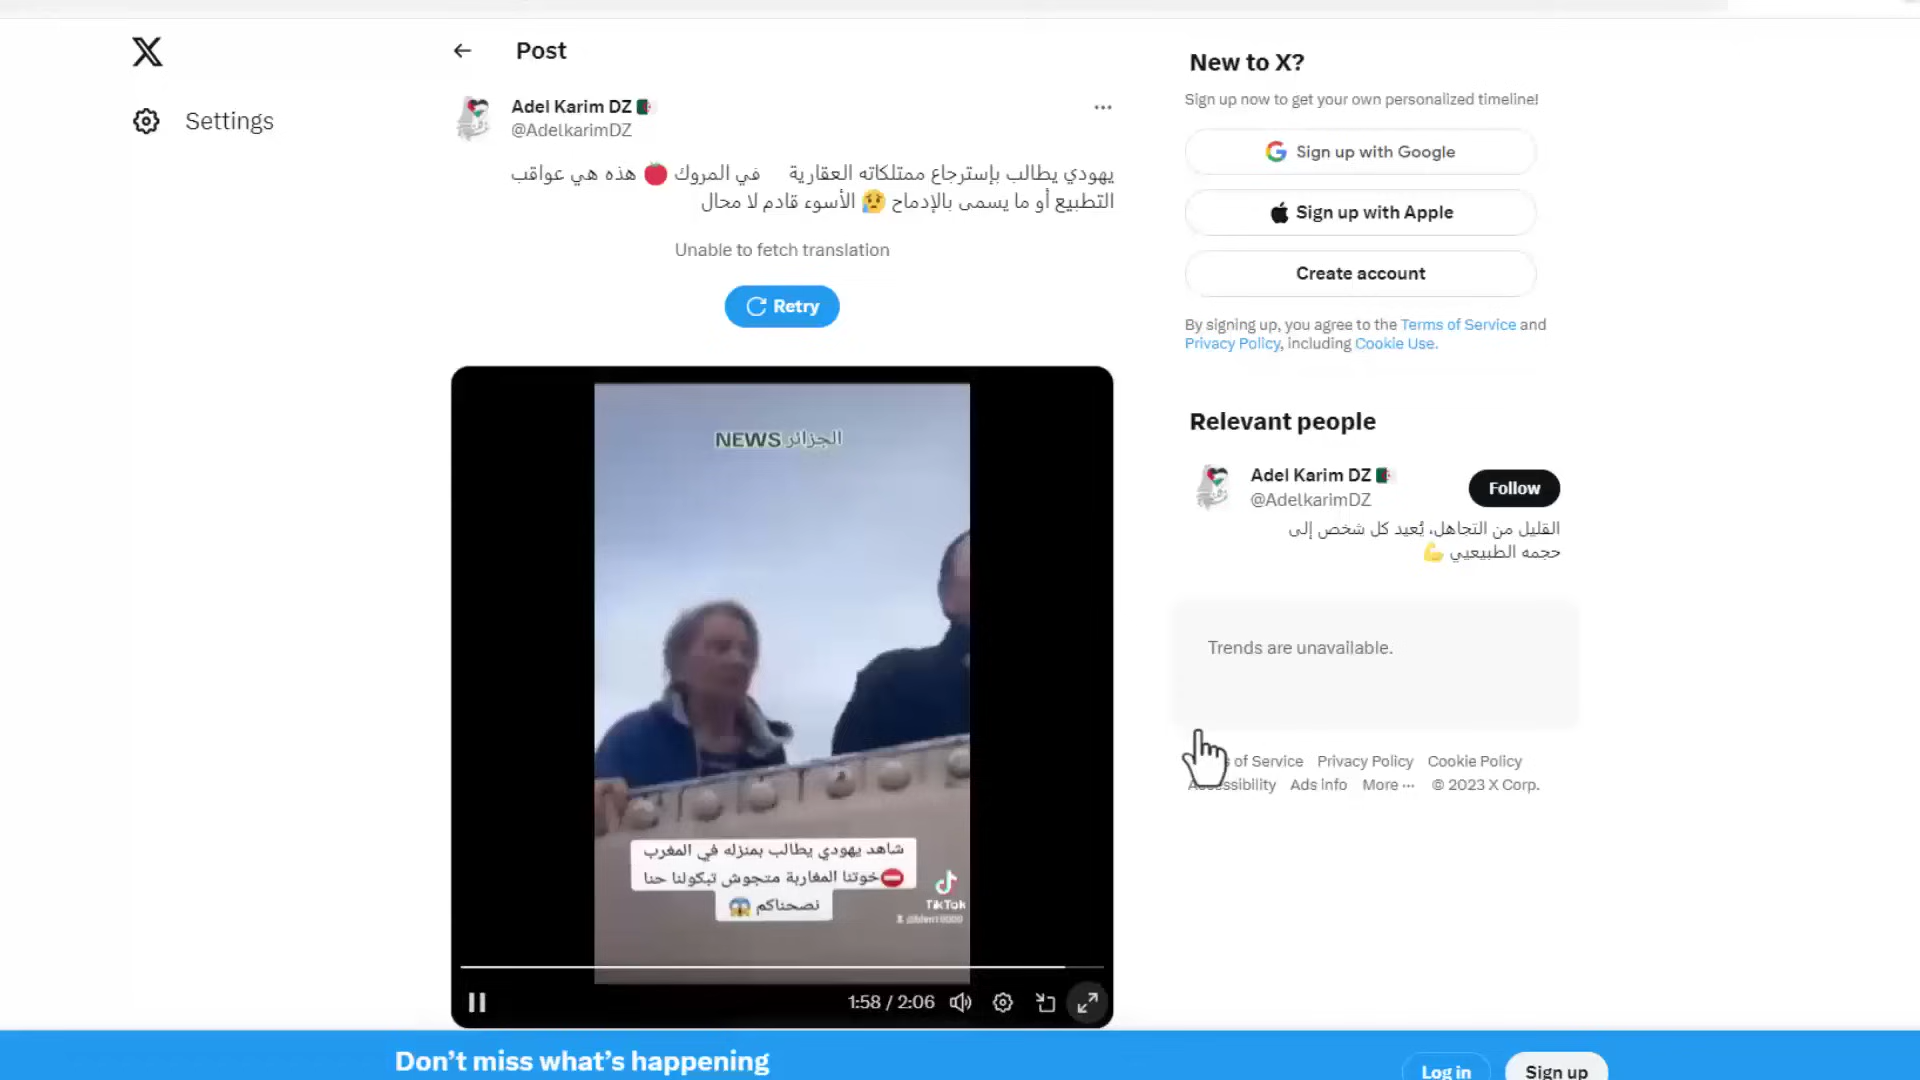 Post
Settings
Adel Karim DZ
@AdelkarimDZ
يهودي يطالب بإسترجاع ممتلكاته العقارية في المروك 🍅 هذه هي عواقب
التطبيع أو ما يسمى بالإدماج 😥 الأسوء قادم لا محال
Unable to fetch translation
Retry
الجزائر NEWS
شاهد يهودي يطالب بمنزله في المغرب
⛔خوتنا المغاربة متجوش تبكولنا حنا
نصحناكم 😱
TikTok
1:58 / 2:06
New to X?
Sign up now to get your own personalized timeline!
Sign up with Google
Sign up with Apple
Create account
By signing up, you agree to the Terms of Service and
Privacy Policy, including Cookie Use.
Relevant people
Adel Karim DZ
@AdelkarimDZ
Follow
القليل من التجاهل، يُعيد كل شخص إلى
حجمه الطبيعيي 💪
Trends are unavailable.
of Service Privacy Policy Cookie Policy
Ads info More ··· © 2023 X Corp.
Don’t miss what’s happening
Log in
Sign up